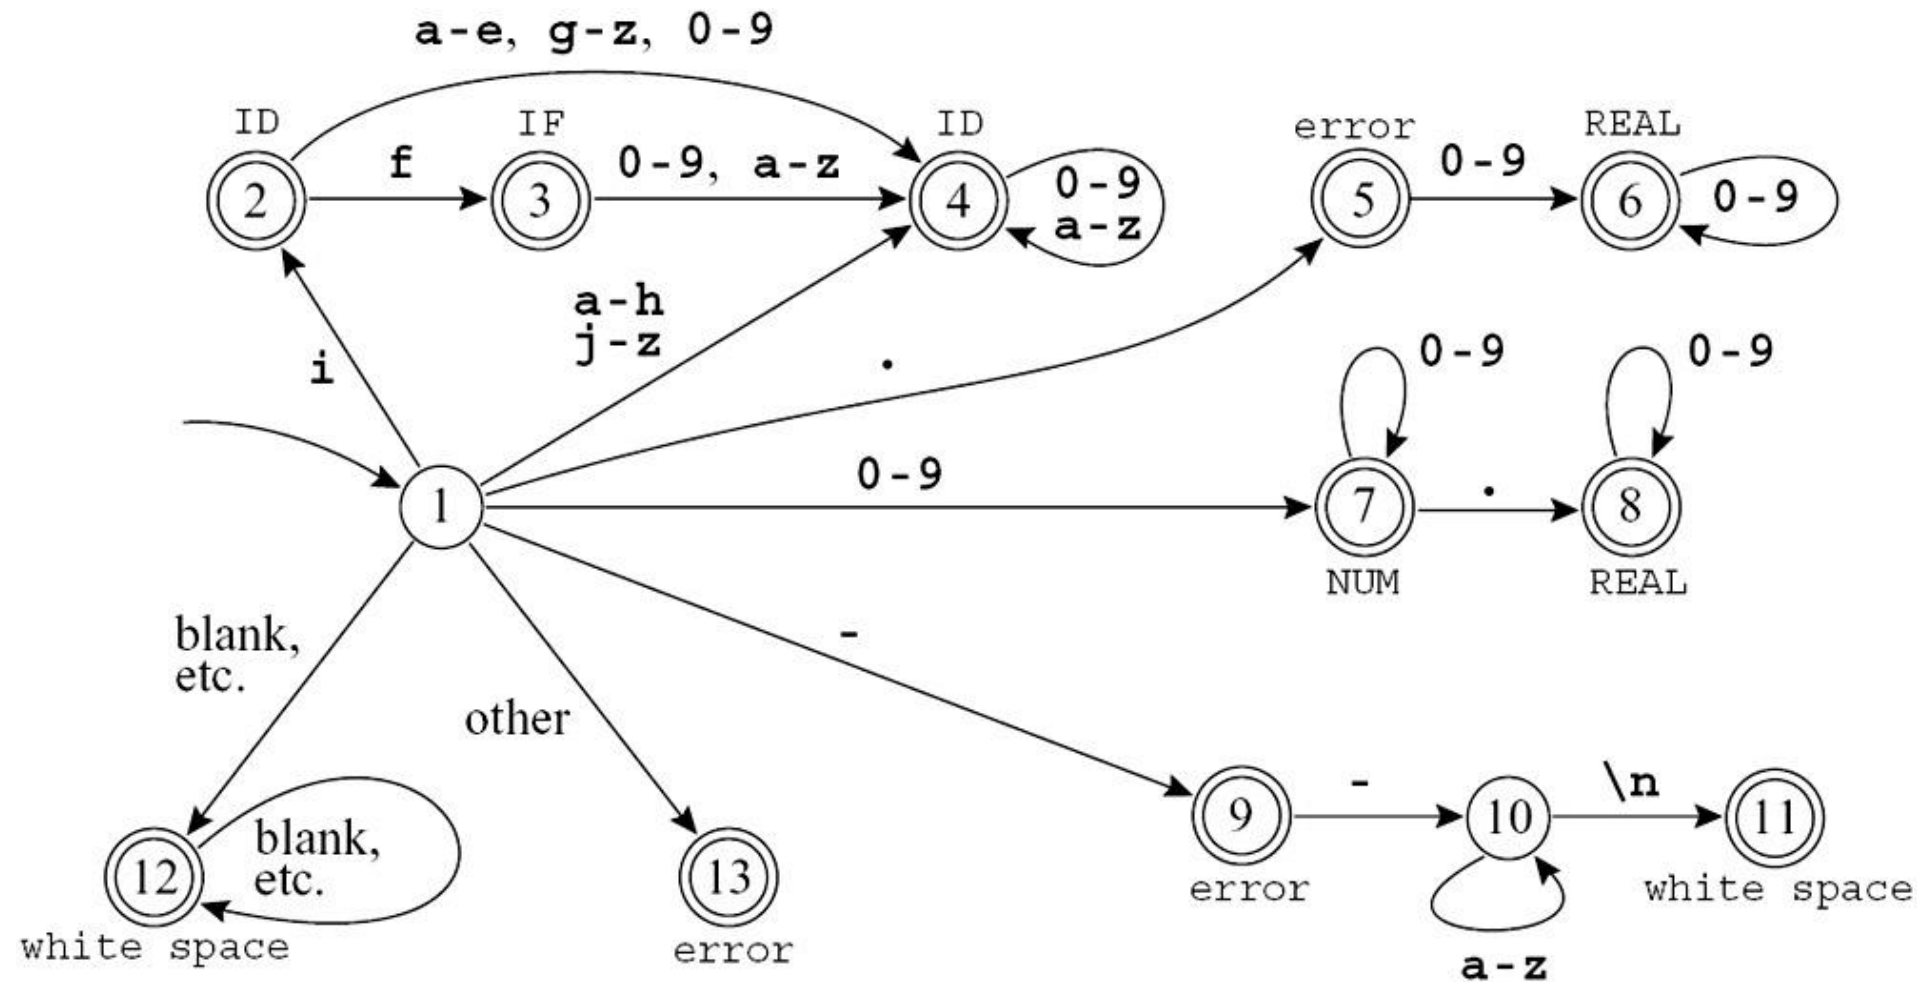 a-e, g-z, 0-9
ID
IF
ID
error
REAL
f
0-9, a-z
0-9
a-z
0-9
0-9
2
3
4
5
6
a-h
j-z
i
.
0-9
0-9
0-9
.
1
7
8
NUM
REAL
blank,
etc.
-
other
-
\n
blank,
etc.
12
13
9
10
11
white space
error
error
white space
a-z